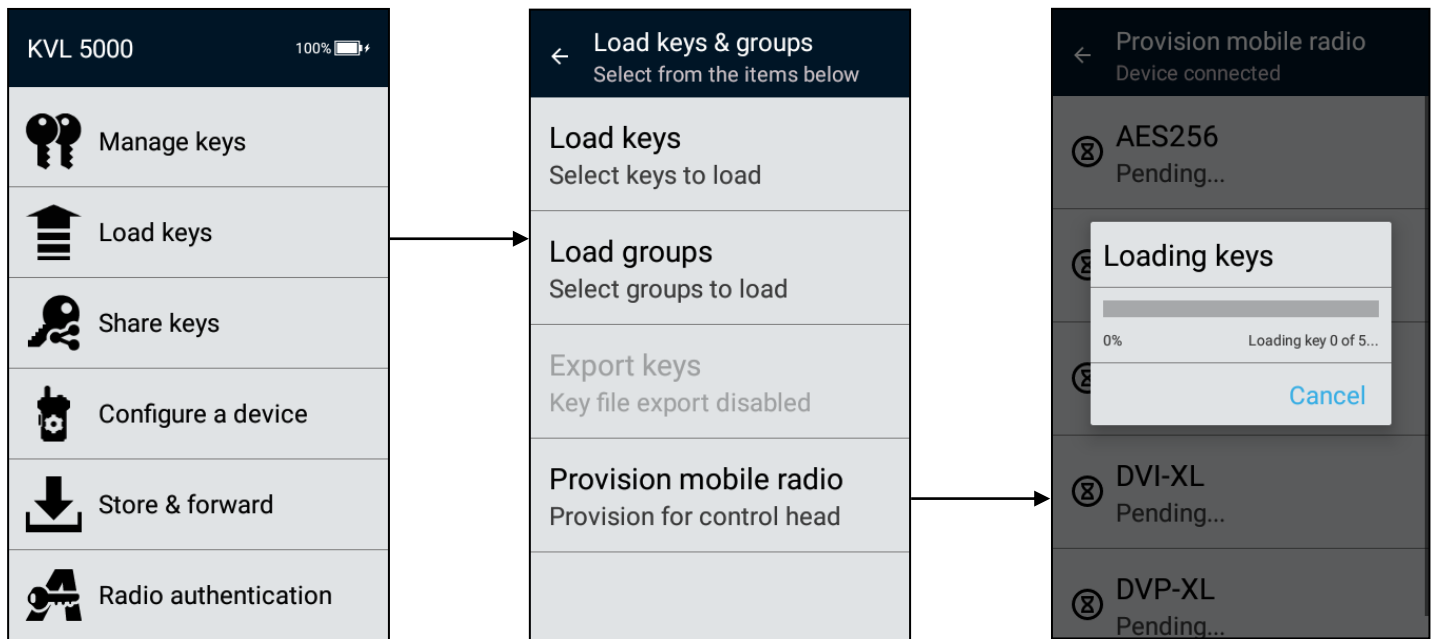 KVL 5000
100%
Manage keys
Load keys
Share keys
Configure a device
Store & forward
Radio authentication
Load keys & groups
Select from the items below
Load keys
Select keys to load
Load groups
Select groups to load
Export keys
Key file export disabled
Provision mobile radio
Provision for control head
Provision mobile radio
Device connected
AES256
Pending...
Loading keys
0%
Loading key 0 of 5...
Cancel
DVI-XL
Pending...
DVP-XL
Pending...